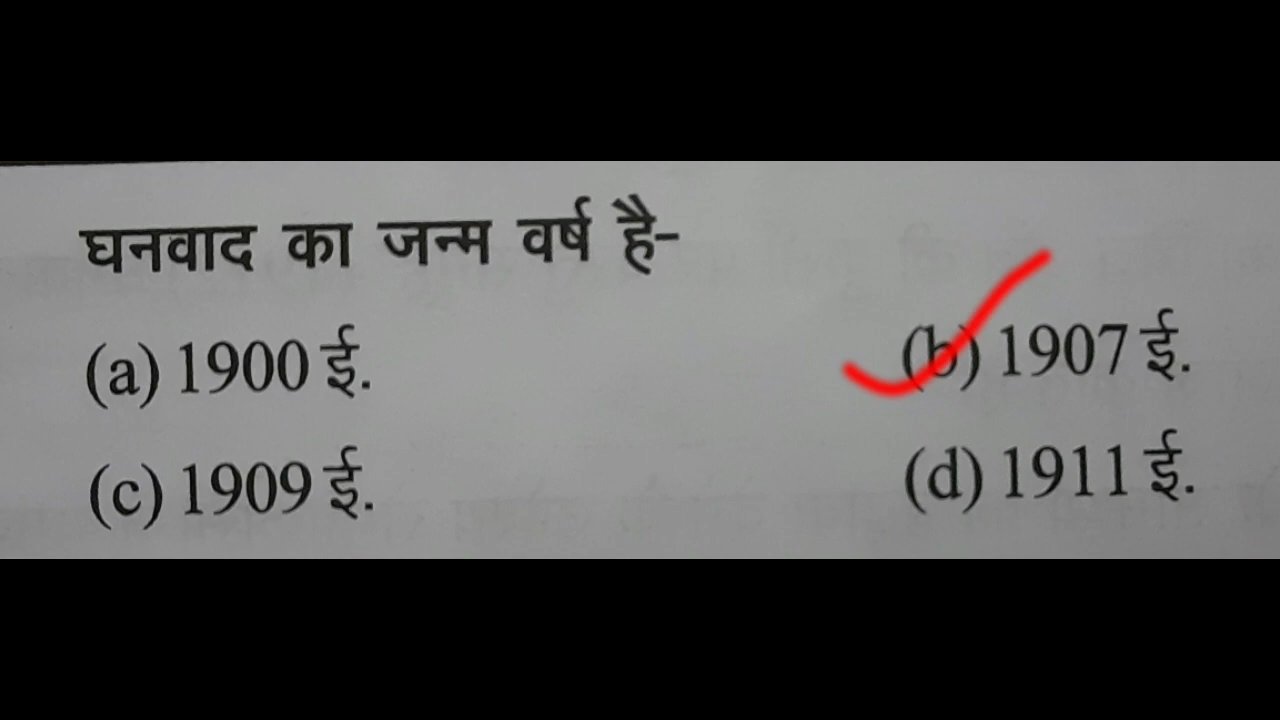 घनवाद का जन्म वर्ष है-
(a) 1900 ई. (b) 1907 ई.
(c) 1909 ई. (d) 1911 ई.